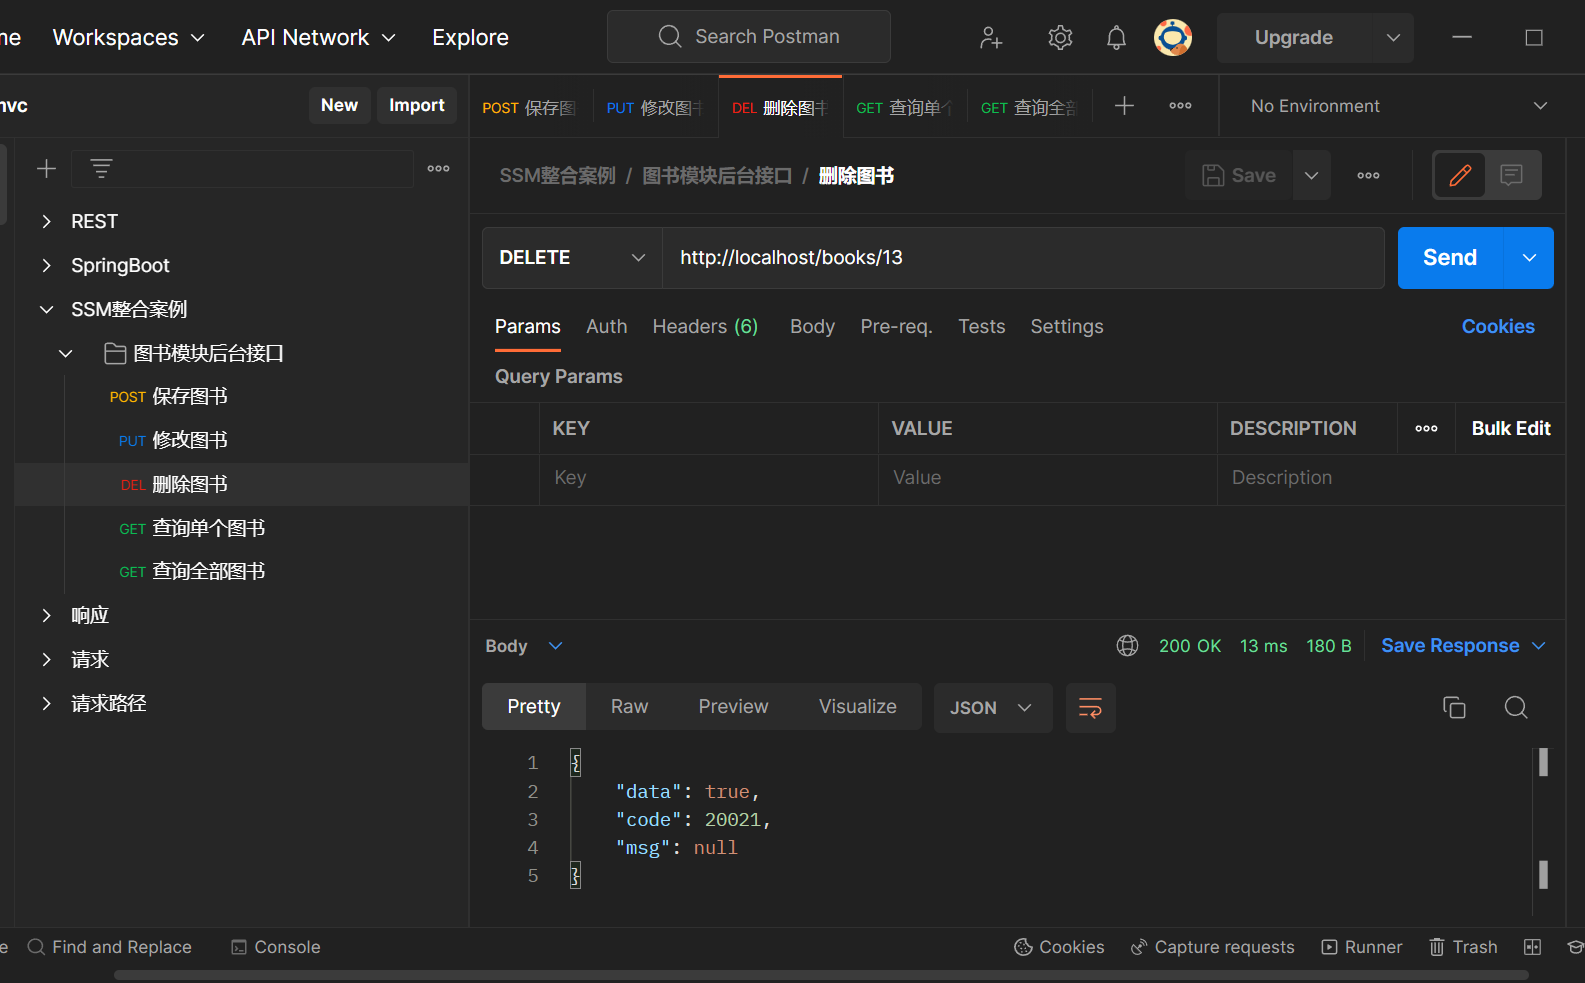 me Workspaces API Network Explore Search Postman Upgrade
nvc New Import POST 保存图 PUT 修改图书 DEL 删除图书 GET 查询单个 GET 查询全部 No Environment
SSM整合案例 / 图书模块后台接口 / 删除图书 Save
REST
SpringBoot
SSM整合案例
图书模块后台接口
POST 保存图书
PUT 修改图书
DEL 删除图书
GET 查询单个图书
GET 查询全部图书
响应
请求
请求路径
DELETE http://localhost/books/13 Send
Params Auth Headers (6) Body Pre-req. Tests Settings Cookies
Query Params
KEY VALUE DESCRIPTION Bulk Edit
Key Value Description
Body 200 OK 13 ms 180 B Save Response
Pretty Raw Preview Visualize JSON
1 {
2 "data": true,
3 "code": 20021,
4 "msg": null
5 }
e Find and Replace Console Cookies Capture requests Runner Trash